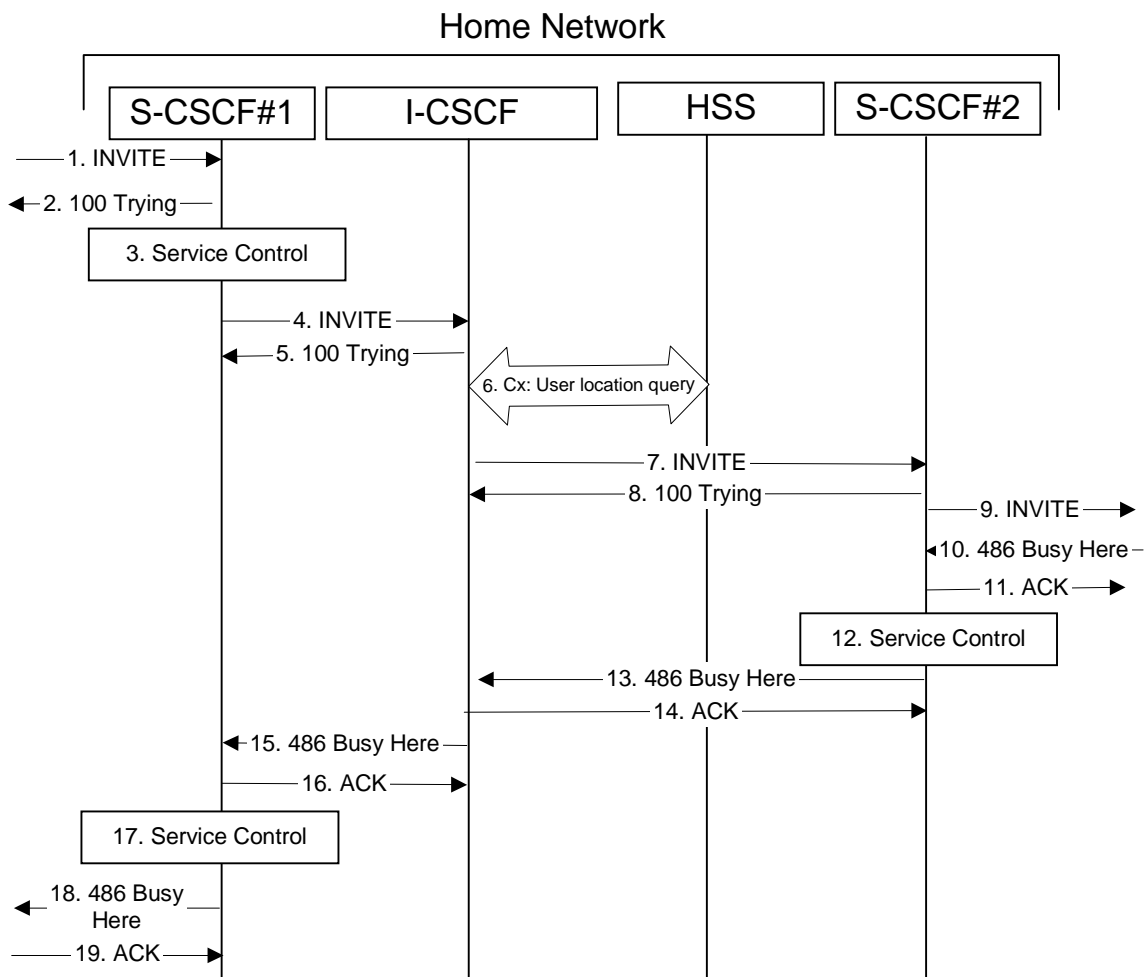 Home Network
S-CSCF#1
I-CSCF
HSS
S-CSCF#2
1. INVITE
2. 100 Trying
3. Service Control
4. INVITE
5. 100 Trying
6. Cx: User location query
7. INVITE
8. 100 Trying
9. INVITE
10. 486 Busy Here
11. ACK
12. Service Control
13. 486 Busy Here
14. ACK
15. 486 Busy Here
16. ACK
17. Service Control
18. 486 Busy
Here
19. ACK